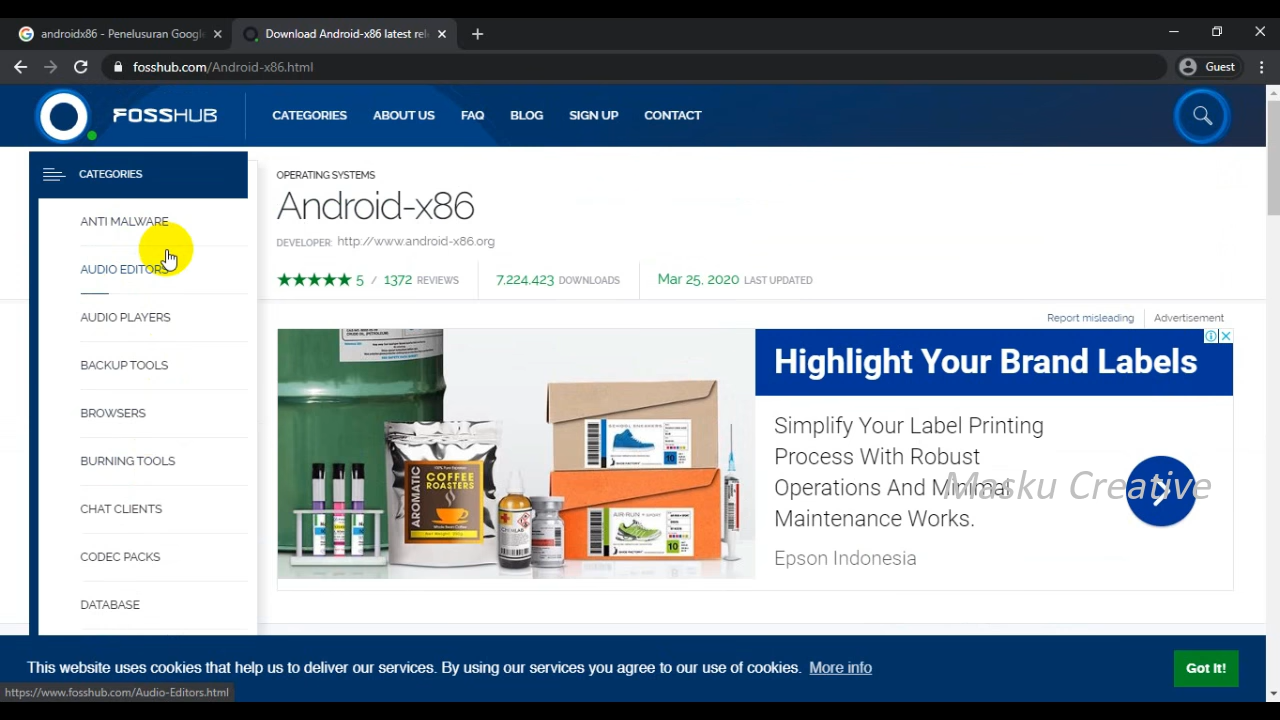 androidx86 - Penelusuran Google
Download Android-x86 latest rel
fosshub.com/Android-x86.html
Guest
FOSSHUB
CATEGORIES
ABOUT US
FAQ
BLOG
SIGN UP
CONTACT
CATEGORIES
ANTI MALWARE
AUDIO EDITORS
AUDIO PLAYERS
BACKUP TOOLS
BROWSERS
BURNING TOOLS
CHAT CLIENTS
CODEC PACKS
DATABASE
OPERATING SYSTEMS
Android-x86
DEVELOPER: http://www.android-x86.org
5 / 1372 REVIEWS
7,224,423 DOWNLOADS
Mar 25, 2020 LAST UPDATED
Report misleading
Advertisement
AROMATIC
COFFEE
ROASTERS
Highlight Your Brand Labels
Simplify Your Label Printing
Process With Robust
Operations And Minimal
Maintenance Works.
Epson Indonesia
Masku Creative
This website uses cookies that help us to deliver our services. By using our services you agree to our use of cookies. More info
Got It!
https://www.fosshub.com/Audio-Editors.html